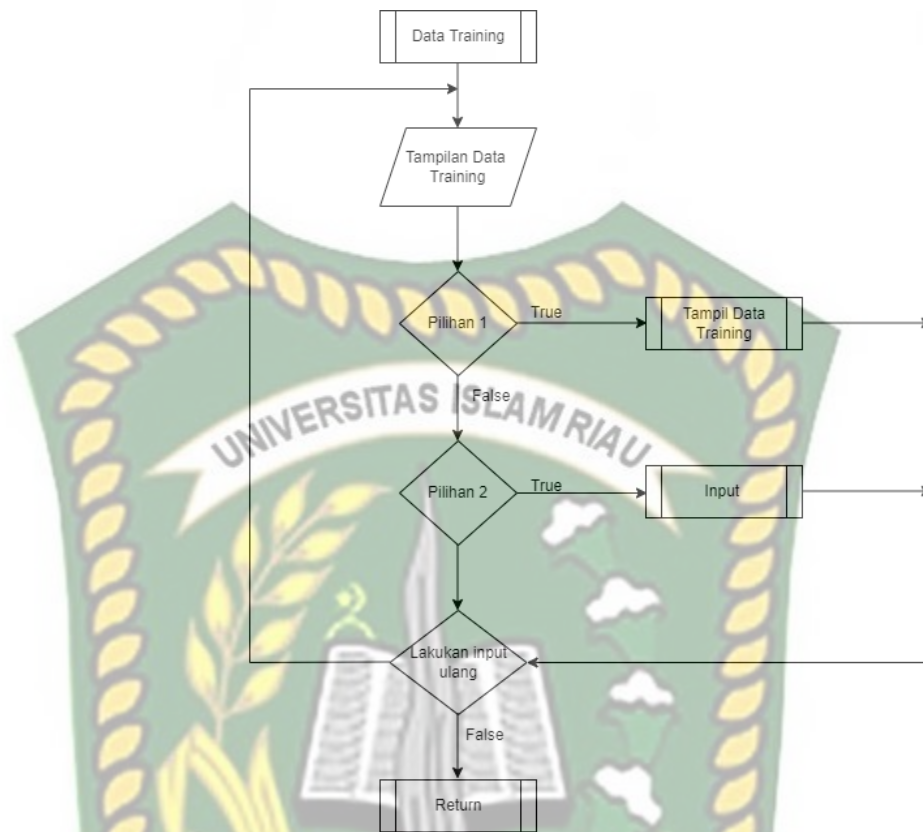 Data Training
Tampilan Data
Training
Pilihan 1
True
Tampil Data
Training
False
UNIVERSITAS ISLAM RIAU
Pilihan 2
True
Input
Lakukan input
ulang
False
Return